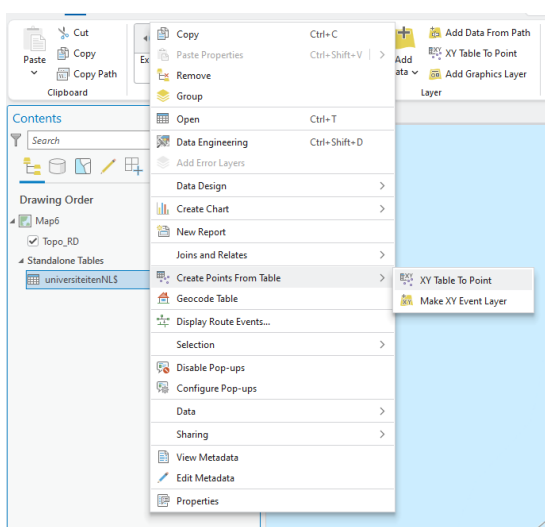 Cut
Copy
Copy Path
Paste
Clipboard
Ex
Add
ata
Add Data From Path
XY Table To Point
Add Graphics Layer
Layer
Contents
Search
Drawing Order
Map6
Topo_RD
Standalone Tables
universiteitenNL$
Copy Ctrl+C
Paste Properties Ctrl+Shift+V
Remove
Group
Open Ctrl+T
Data Engineering Ctrl+Shift+D
Add Error Layers
Data Design
Create Chart
New Report
Joins and Relates
Create Points From Table
Geocode Table
Display Route Events...
Selection
Disable Pop-ups
Configure Pop-ups
Data
Sharing
View Metadata
Edit Metadata
Properties
XY Table To Point
Make XY Event Layer